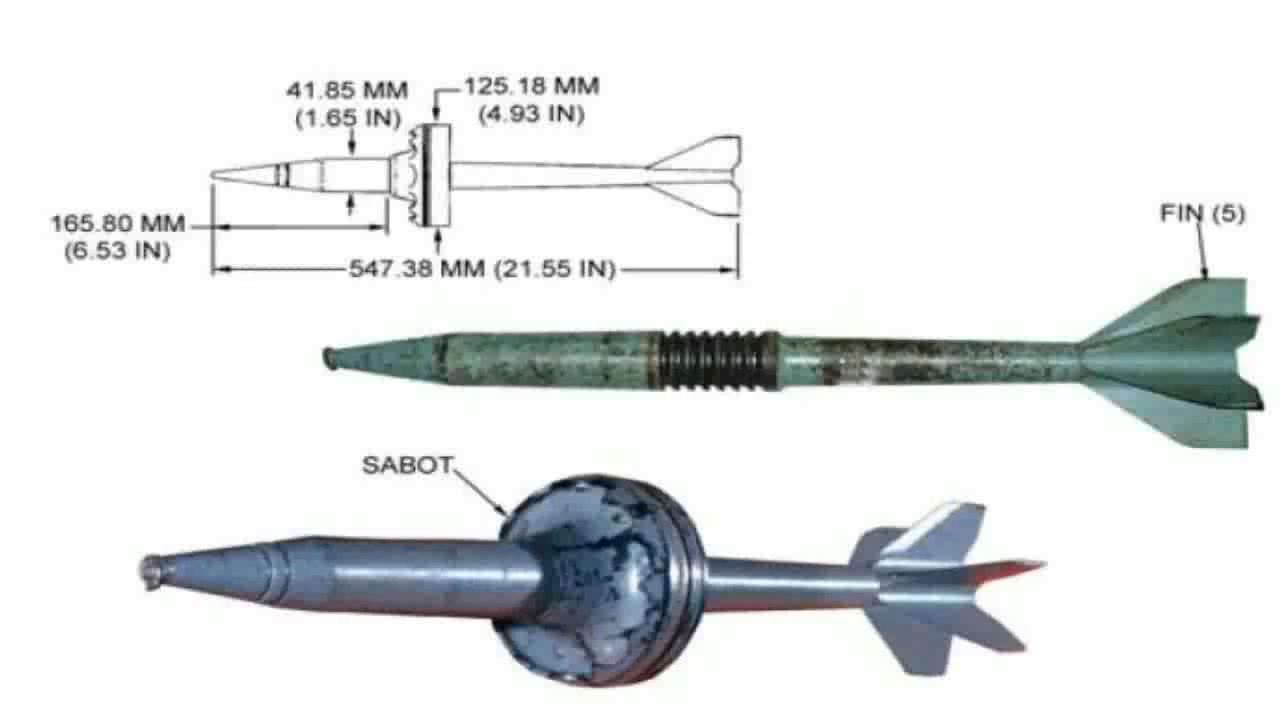 41.85 MM
(1.65 IN)
125.18 MM
(4.93 IN)
165.80 MM
(6.53 IN)
547.38 MM (21.55 IN)
FIN (5)
SABOT